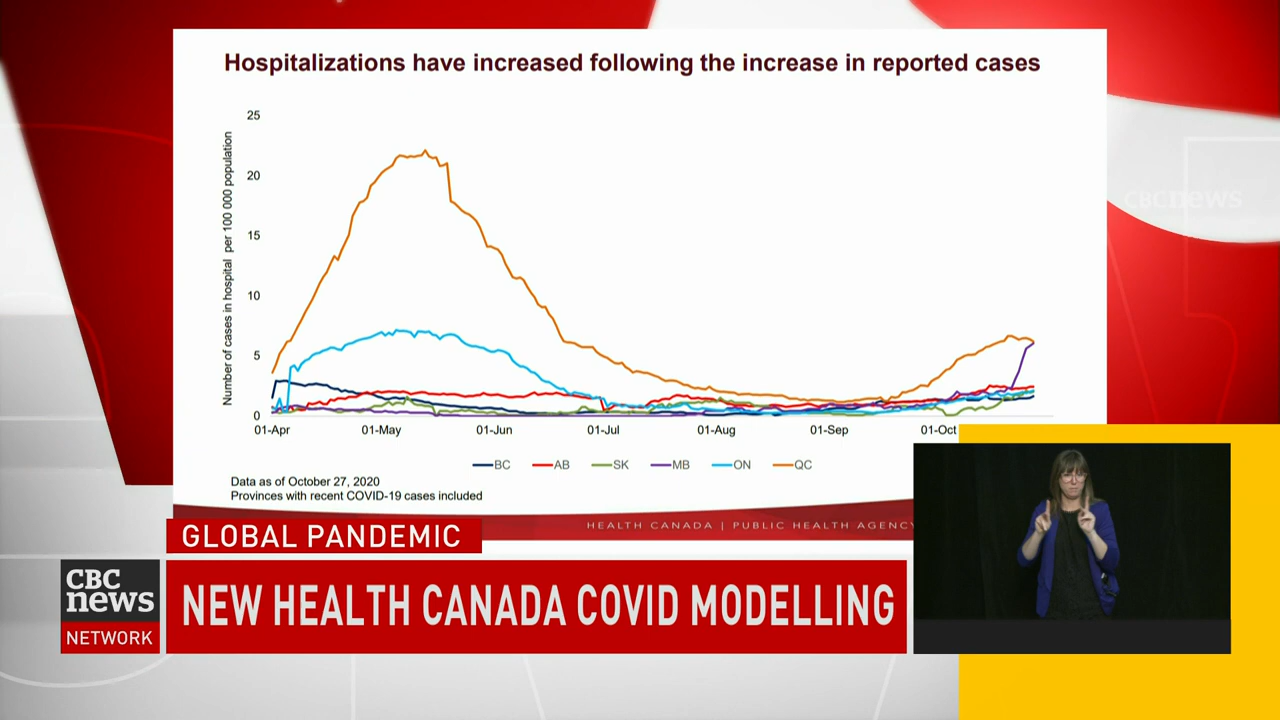 Hospitalizations have increased following the increase in reported cases
Number of cases in hospital per 100 000 population
25
20
15
10
5
0
01-Apr 01-May 01-Jun 01-Jul 01-Aug 01-Sep 01-Oct
BC AB SK MB ON QC
Data as of October 27, 2020
Provinces with recent COVID-19 cases included
HEALTH CANADA | PUBLIC HEALTH AGENCY
CBCnews
GLOBAL PANDEMIC
CBC
news
NETWORK
NEW HEALTH CANADA COVID MODELLING